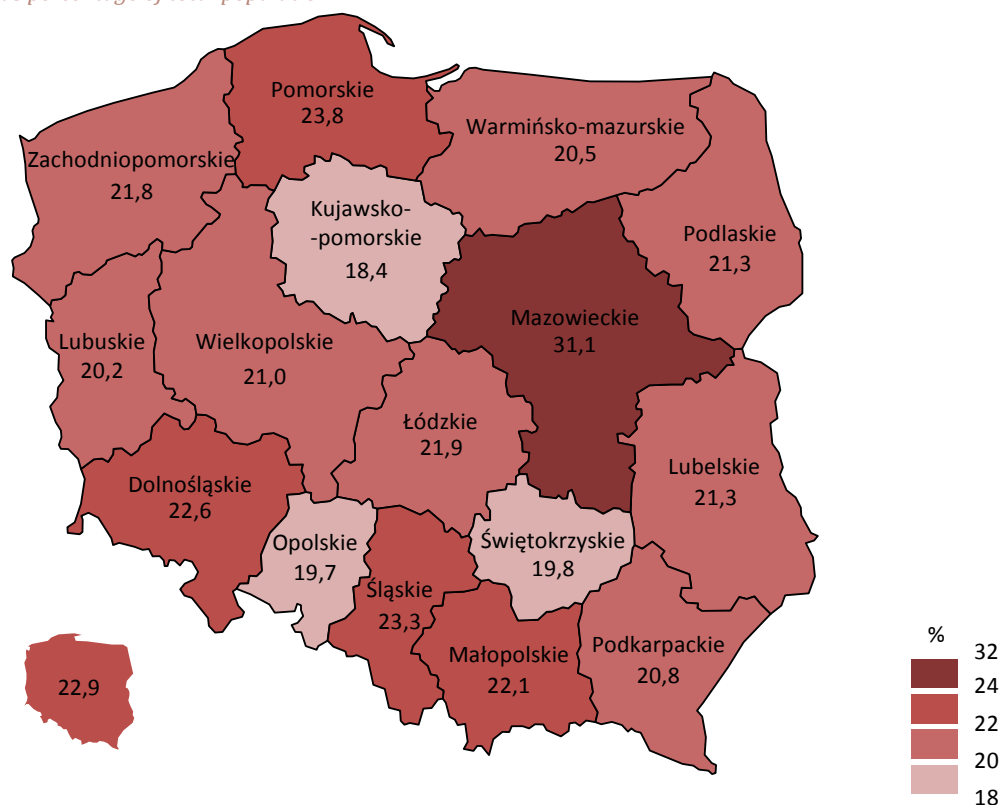 Pomorskie
23,8
Warmińsko-mazurskie
20,5
Zachodniopomorskie
21,8
Kujawsko-
-pomorskie
18,4
Podlaskie
21,3
Mazowieckie
31,1
Lubuskie
20,2
Wielkopolskie
21,0
Łódzkie
21,9
Lubelskie
21,3
Dolnośląskie
22,6
Opolskie
19,7
Świętokrzyskie
19,8
Śląskie
23,3
Małopolskie
22,1
Podkarpackie
20,8
22,9
%
32
24
22
20
18